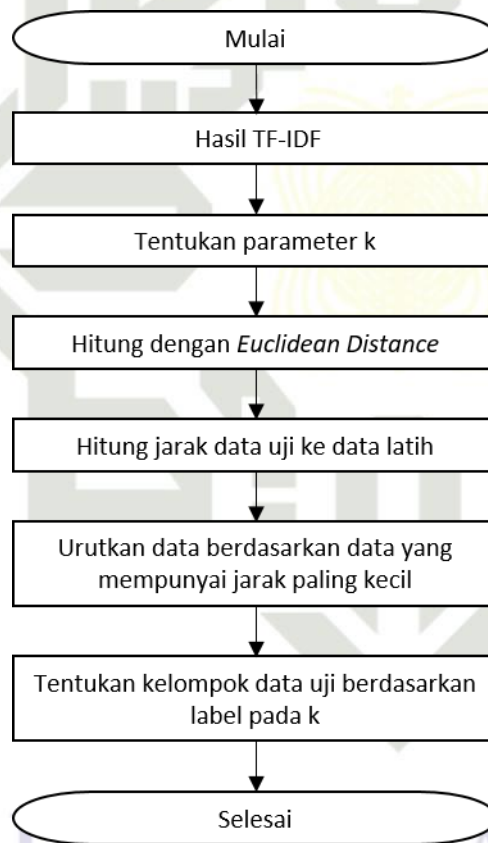 Mulai
Hasil TF-IDF
Tentukan parameter k
Hitung dengan Euclidean Distance
Hitung jarak data uji ke data latih
Urutkan data berdasarkan data yang
mempunyai jarak paling kecil
Tentukan kelompok data uji berdasarkan
label pada k
Selesai